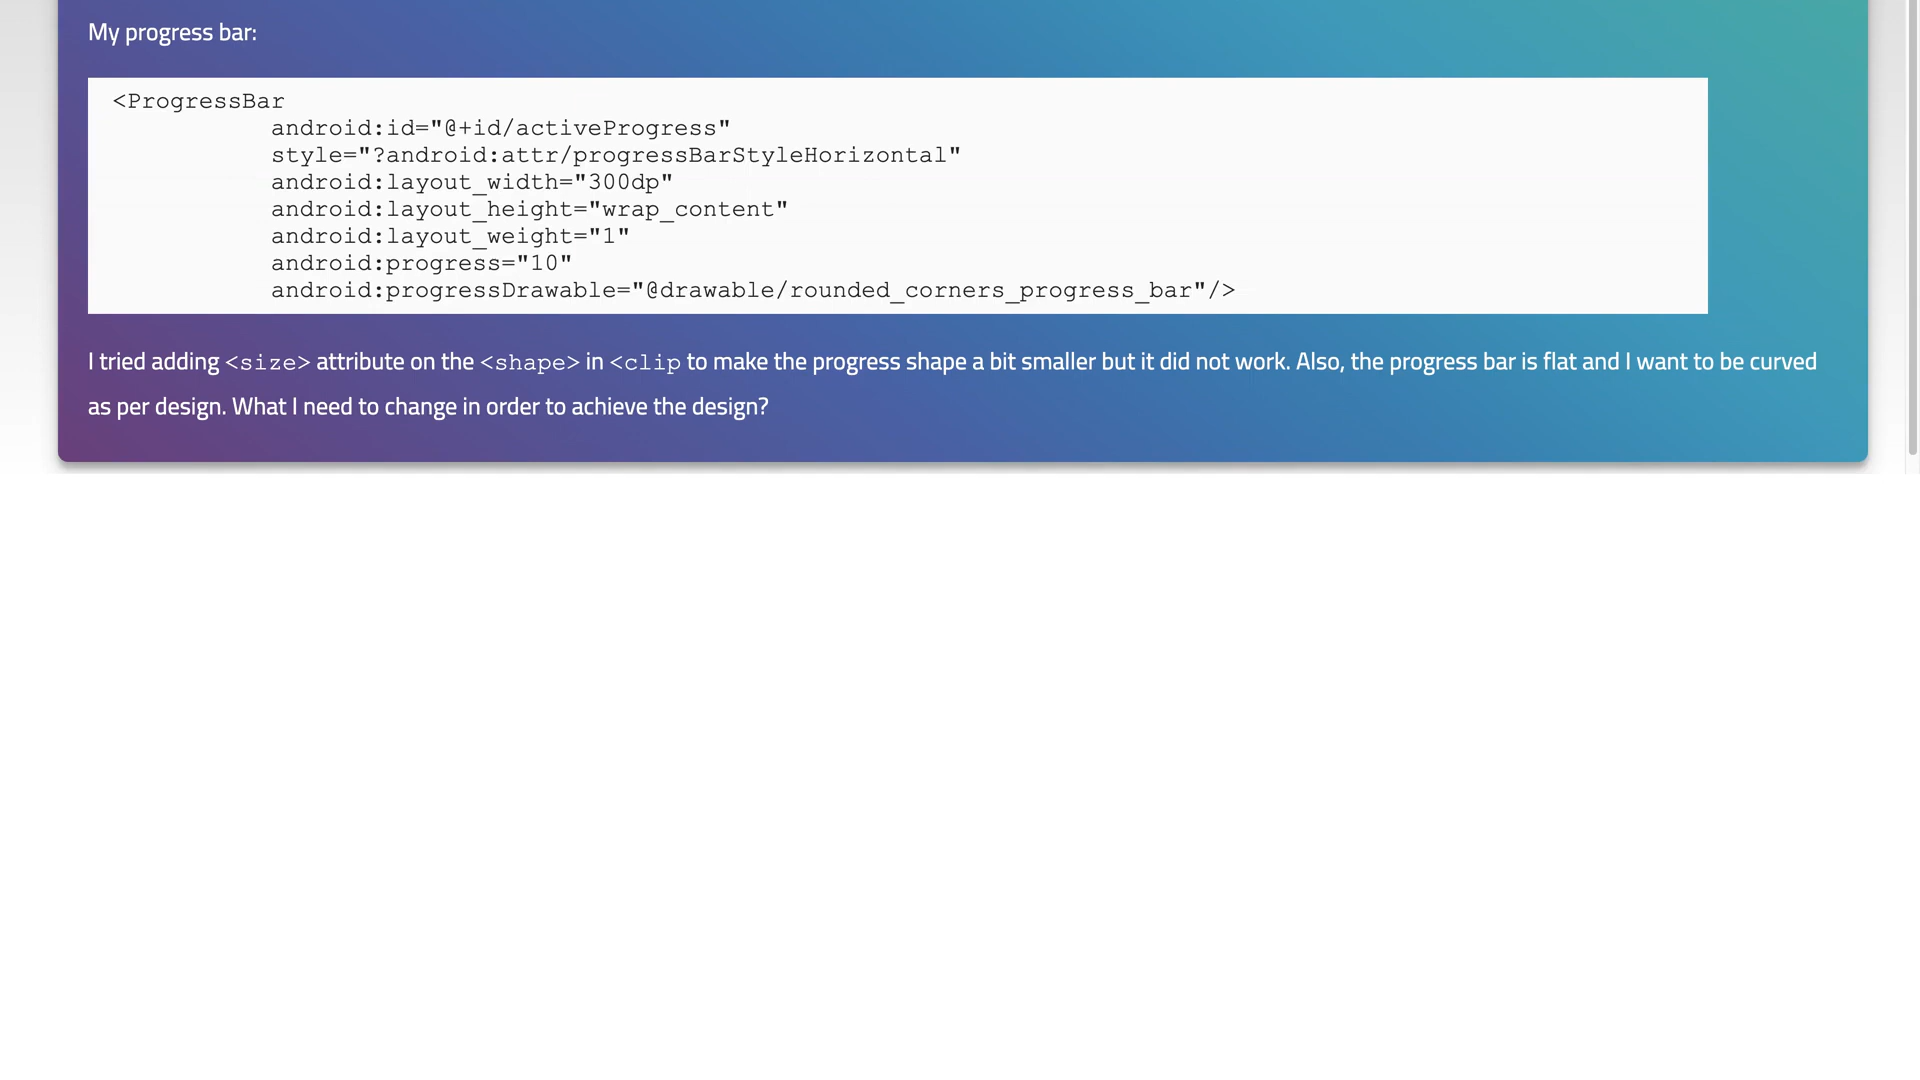 My progress bar:
<ProgressBar
android:id="@+id/activeProgress"
style="?android:attr/progressBarStyleHorizontal"
android:layout_width="300dp"
android:layout_height="wrap_content"
android:layout_weight="1"
android:progress="10"
android:progressDrawable="@drawable/rounded_corners_progress_bar"/>
I tried adding <size> attribute on the <shape> in <clip to make the progress shape a bit smaller but it did not work. Also, the progress bar is flat and I want to be curved
as per design. What I need to change in order to achieve the design?